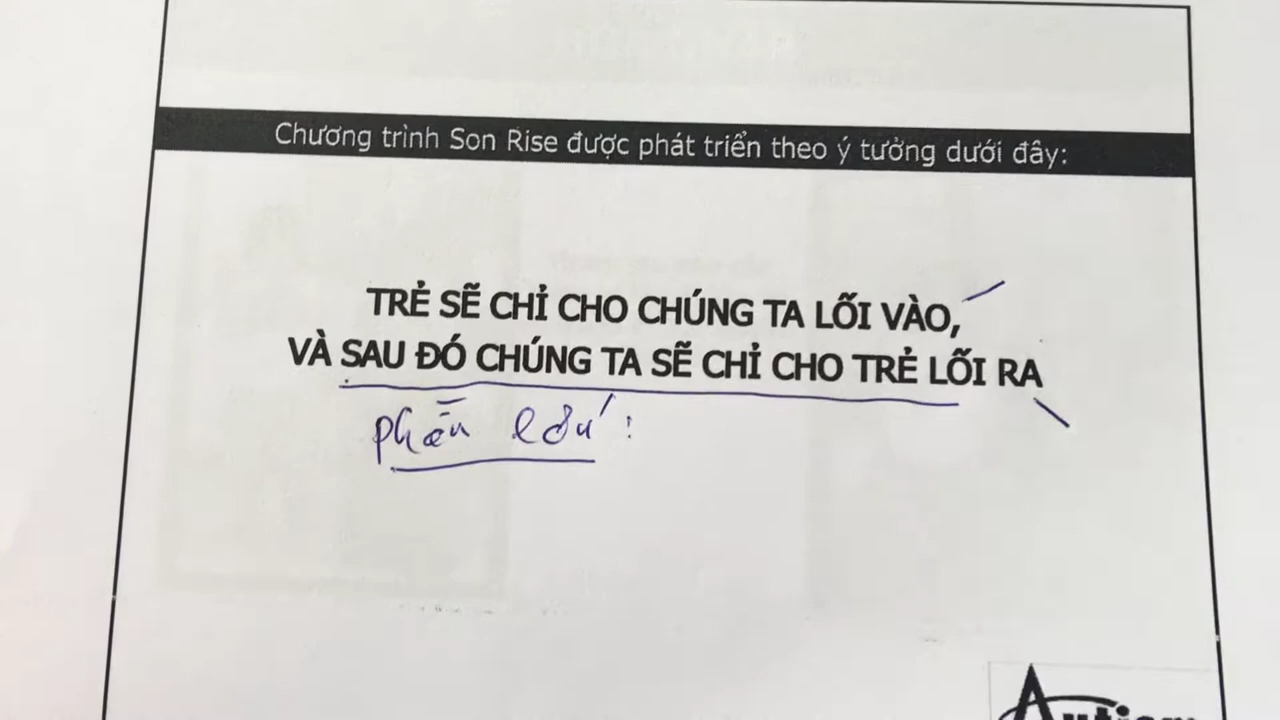 Chương trình Son Rise được phát triển theo ý tưởng dưới đây:
TRẺ SẼ CHỈ CHO CHÚNG TA LỐI VÀO,
VÀ SAU ĐÓ CHÚNG TA SẼ CHỈ CHO TRẺ LỐI RA